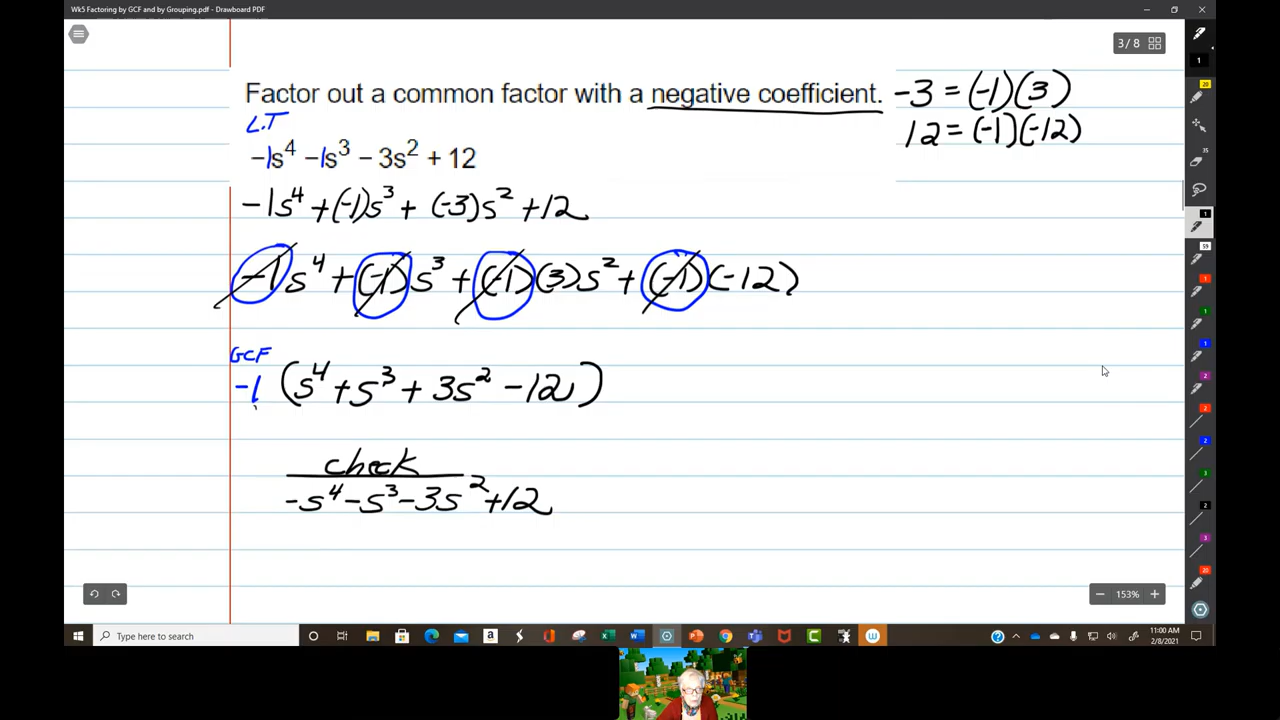 Wk5 Factoring by GCF and by Grouping.pdf - Drawboard PDF
3 / 8
Factor out a common factor with a negative coefficient.
-3 = (-1)(3)
12 = (-1)(-12)
L.T
-1s⁴ -1s³ - 3s² + 12
-1s⁴ + (-1)s³ + (-3)s² + 12
-1s⁴ + (-1)s³ + (-1)(3)s² + (-1)(-12)
GCF
-1 (s⁴ + s³ + 3s² - 12)
check
-s⁴ - s³ - 3s² + 12
153%
Type here to search
11:00 AM
2/8/2021